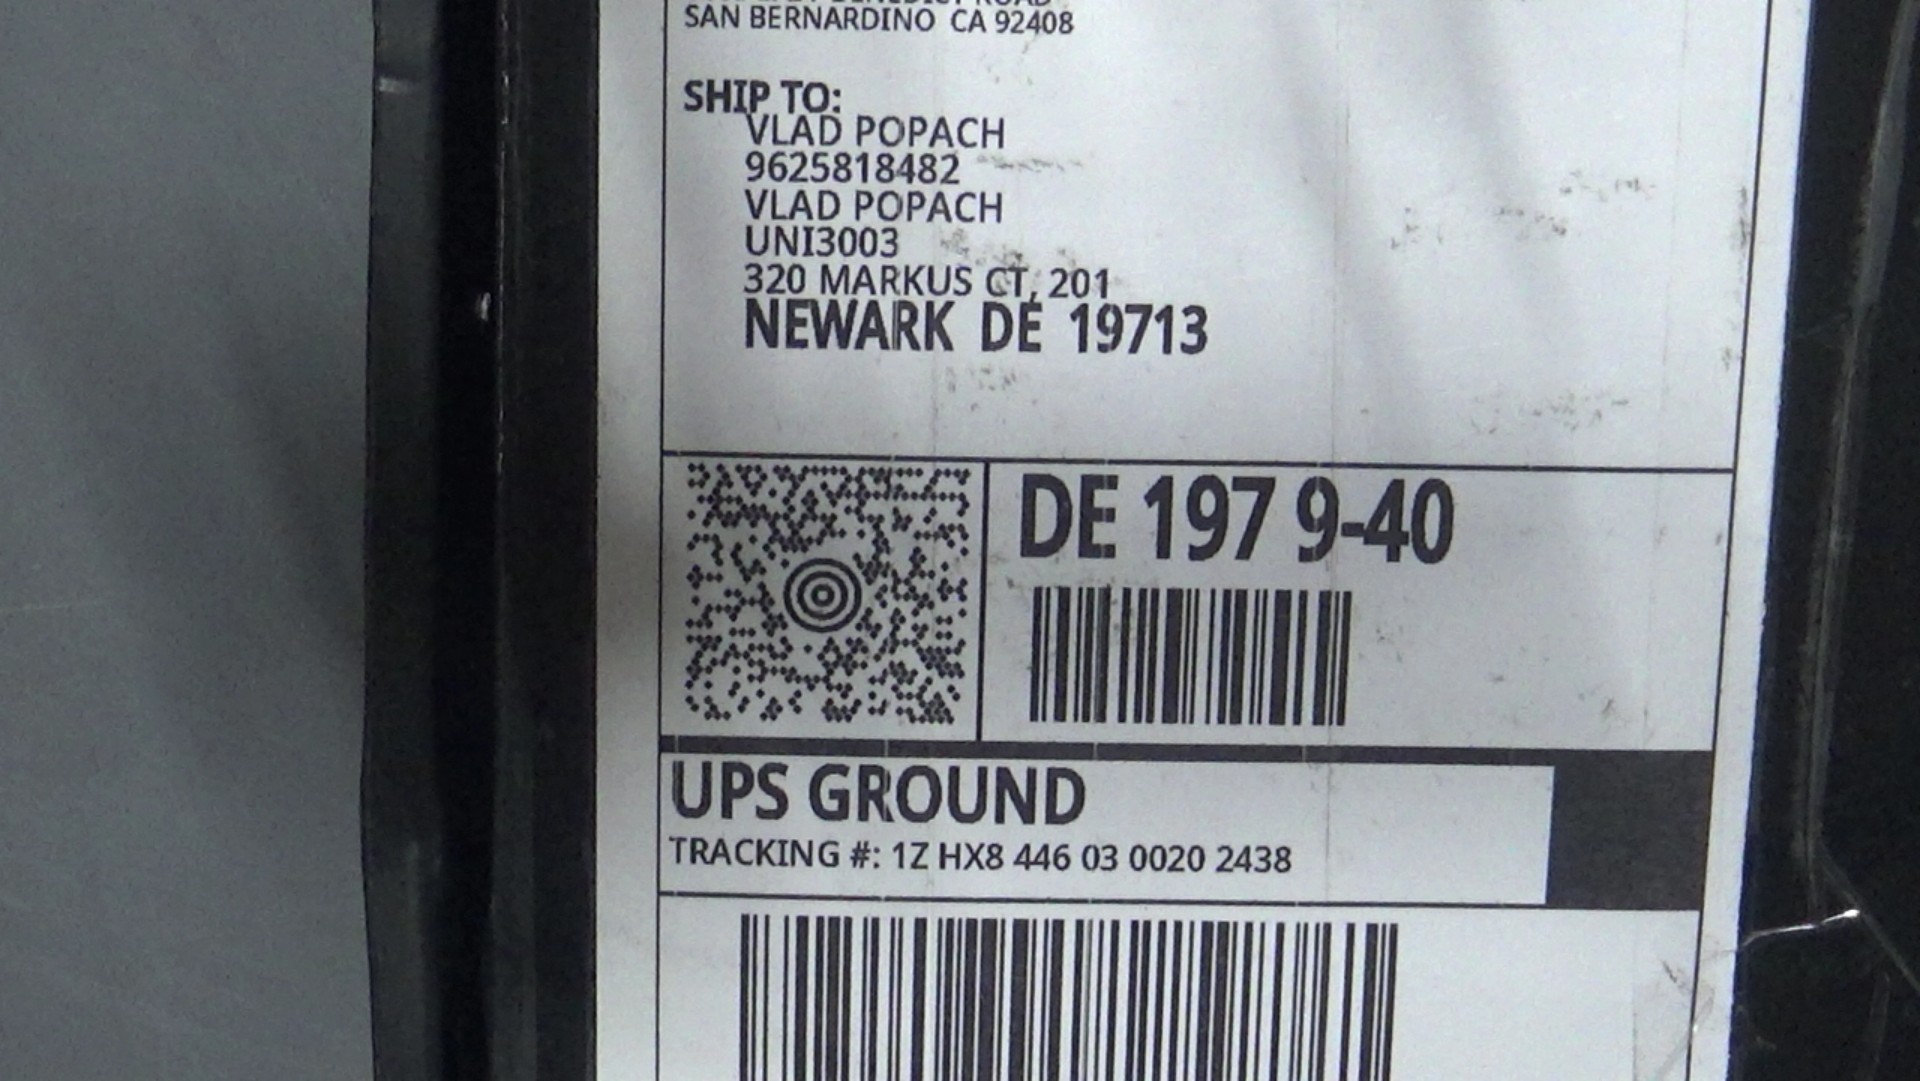 SAN BERNARDINO CA 92408
SHIP TO:
VLAD POPACH
9625818482
VLAD POPACH
UNI3003
320 MARKUS CT, 201
NEWARK DE 19713
DE 197 9-40
UPS GROUND
TRACKING #: 1Z HX8 446 03 0020 2438